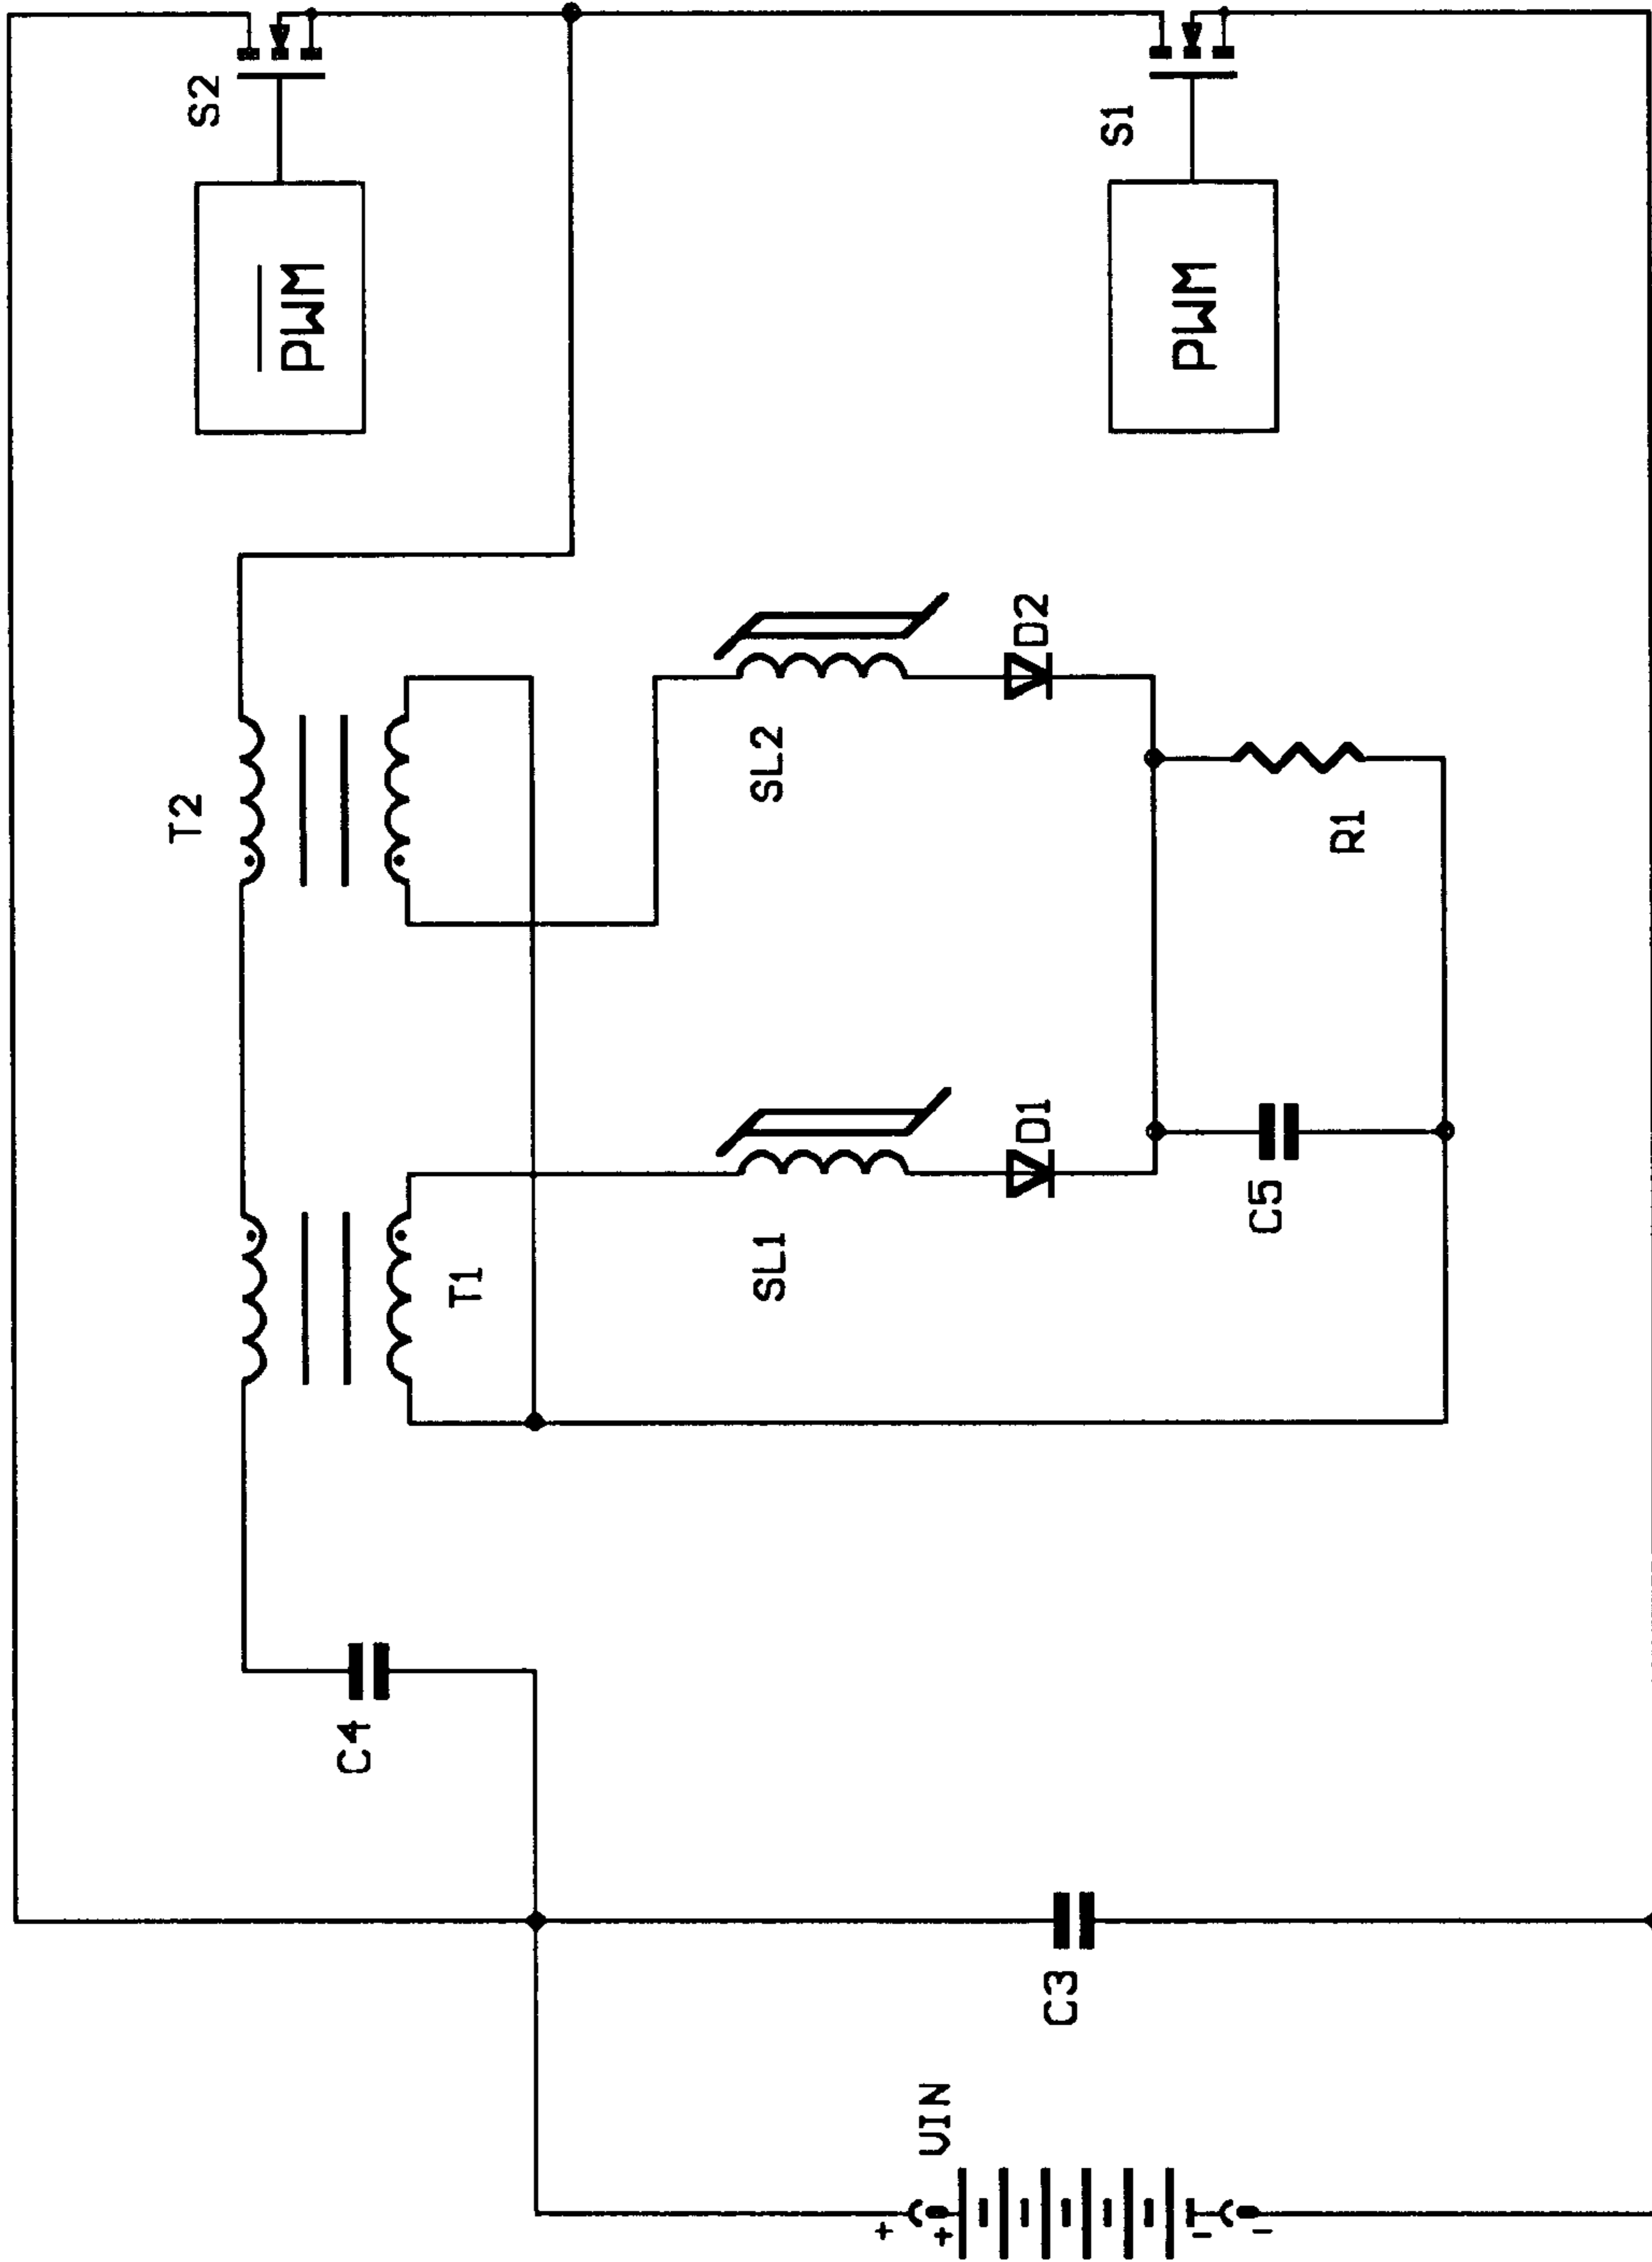 S2
PWM
T2
SL2
D2
S1
PWM
R1
T1
SL1
D1
C5
C4
C3
VIN
+
+
-
-